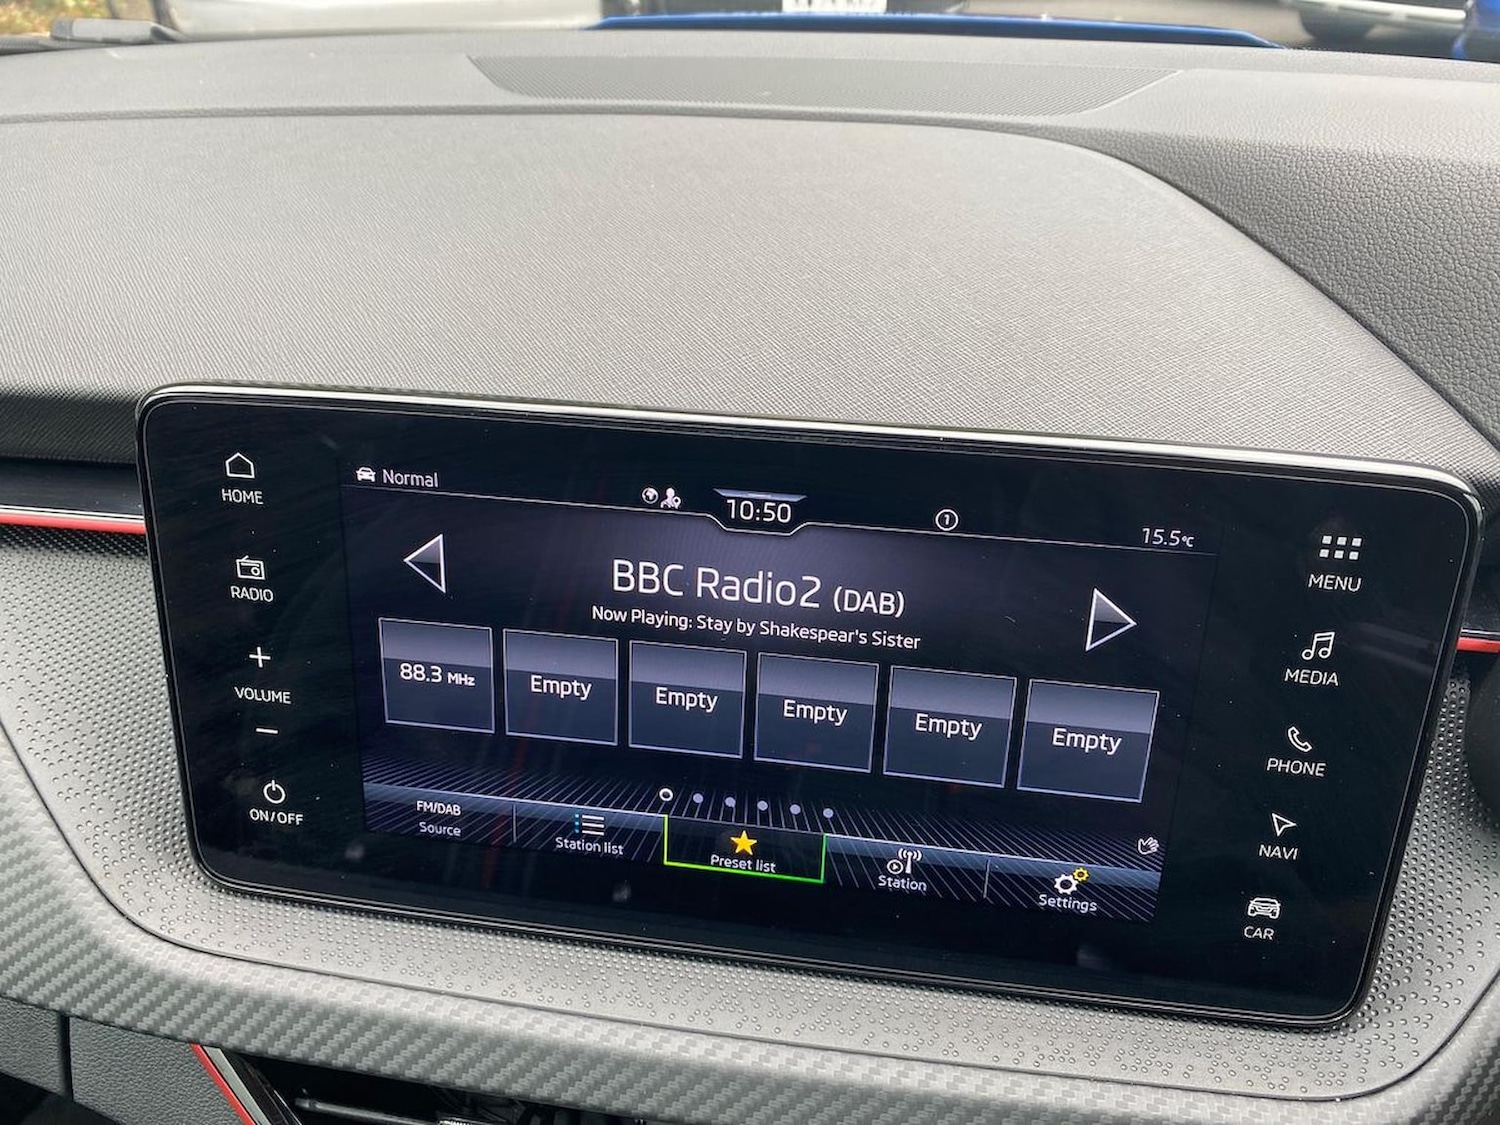 HOME
RADIO
+
VOLUME
−
ON/OFF
Normal
10:50
1
15.5°C
BBC Radio2 (DAB)
Now Playing: Stay by Shakespear's Sister
88.3 MHz
Empty
Empty
Empty
Empty
Empty
FM/DAB
Source
Station list
Preset list
Station
Settings
MENU
MEDIA
PHONE
NAVI
CAR